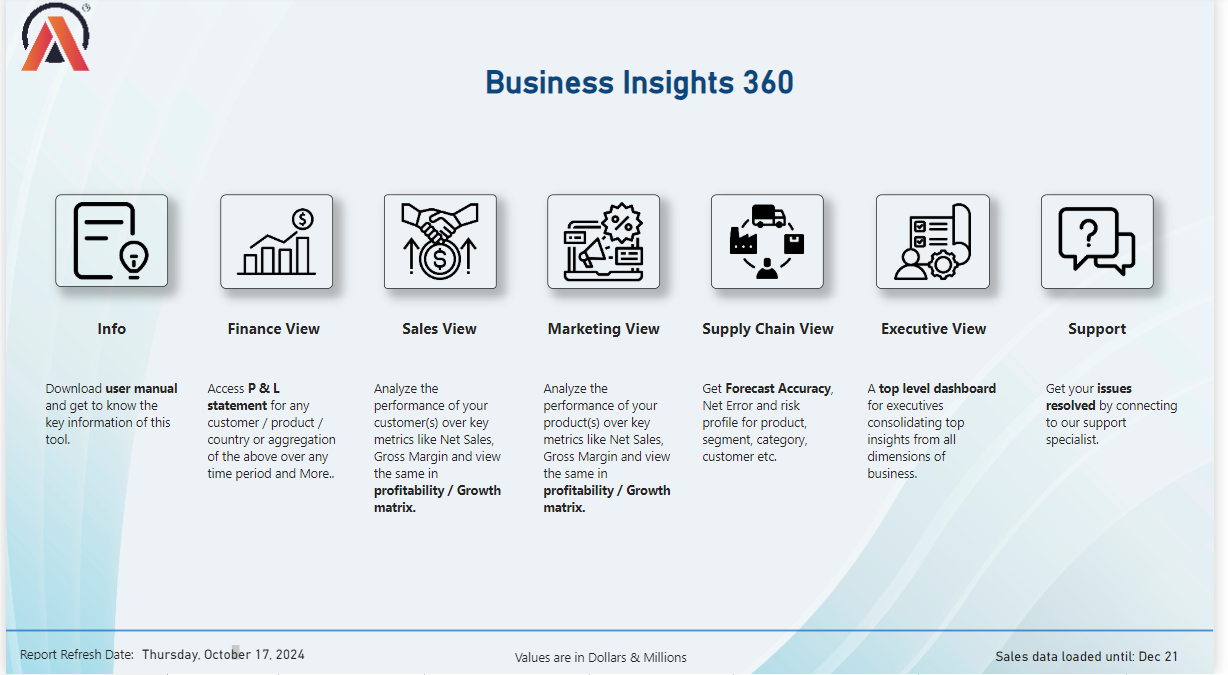 Business Insights 360
Info
Download user manual
and get to know the
key information of this
tool.
Finance View
Access P & L
statement for any
customer / product /
country or aggregation
of the above over any
time period and More..
Sales View
Analyze the
performance of your
customer(s) over key
metrics like Net Sales,
Gross Margin and view
the same in
profitability / Growth
matrix.
Marketing View
Analyze the
performance of your
product(s) over key
metrics like Net Sales,
Gross Margin and view
the same in
profitability / Growth
matrix.
Supply Chain View
Get Forecast Accuracy,
Net Error and risk
profile for product,
segment, category,
customer etc.
Executive View
A top level dashboard
for executives
consolidating top
insights from all
dimensions of
business.
Support
Get your issues
resolved by connecting
to our support
specialist.
Report Refresh Date: Thursday, October 17, 2024
Values are in Dollars & Millions
Sales data loaded until: Dec 21